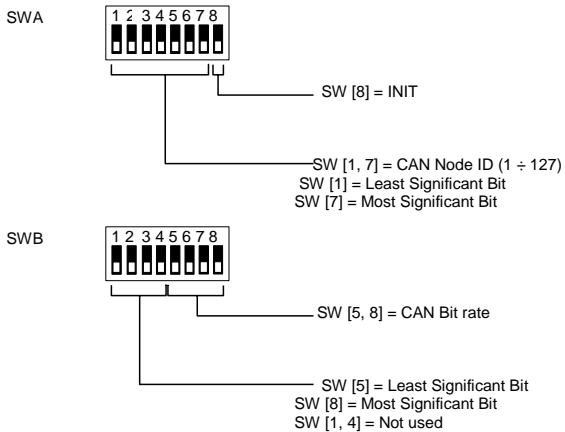 SWA
1 2 3 4 5 6 7 8
SW [8] = INIT
SW [1, 7] = CAN Node ID (1 ÷ 127)
SW [1] = Least Significant Bit
SW [7] = Most Significant Bit
SWB
1 2 3 4 5 6 7 8
SW [5, 8] = CAN Bit rate
SW [5] = Least Significant Bit
SW [8] = Most Significant Bit
SW [1, 4] = Not used